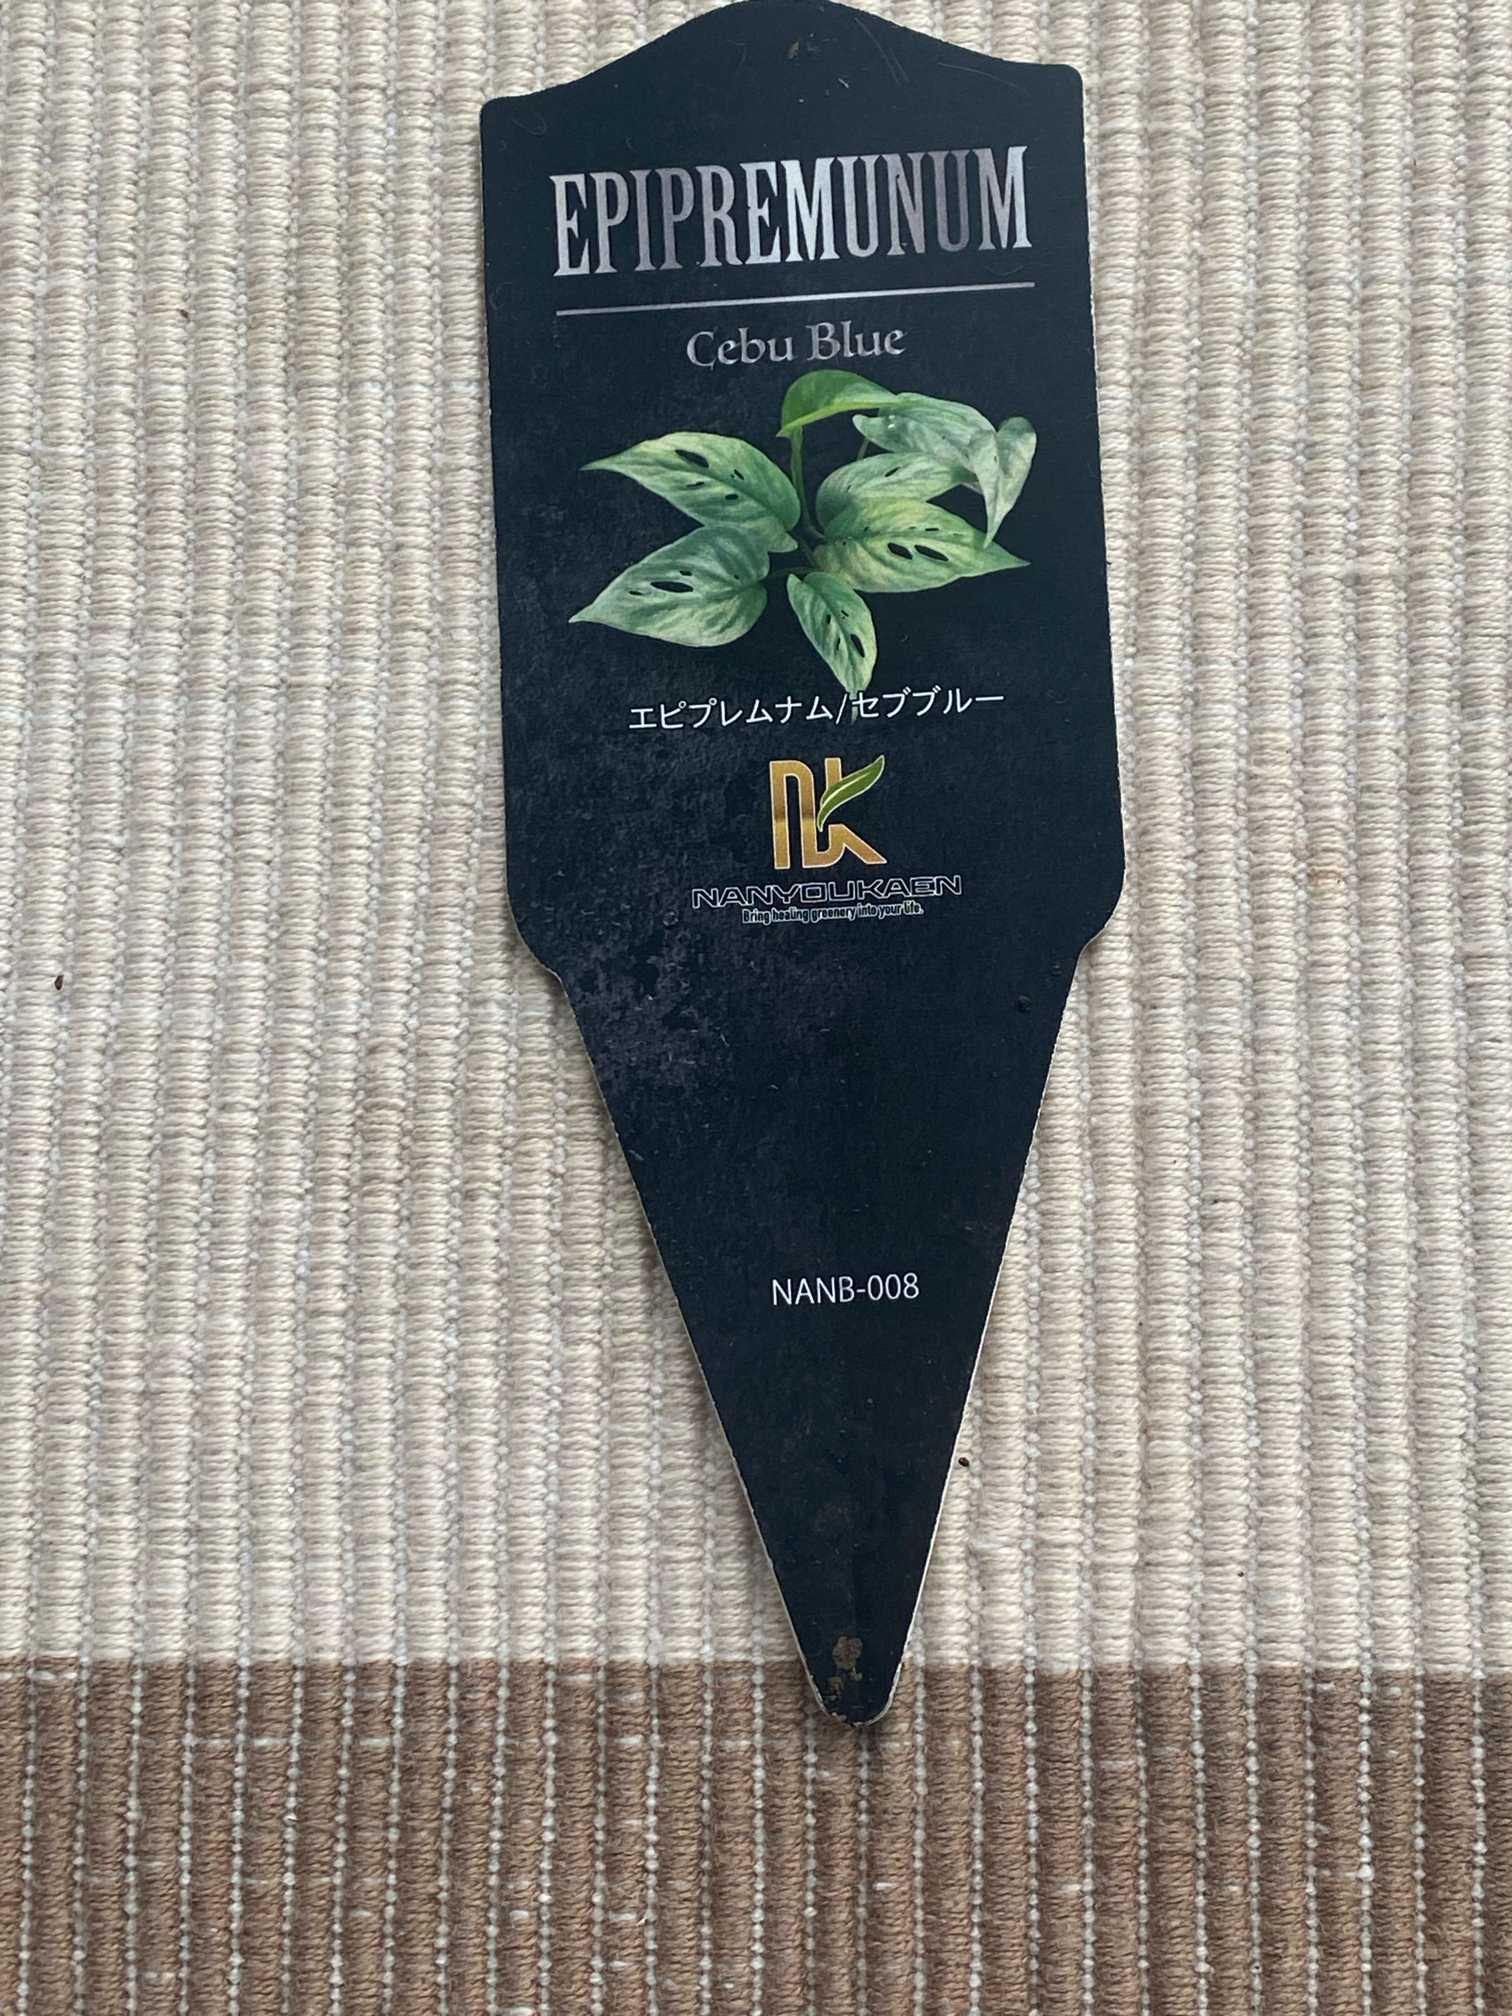 EPIPREMUNUM
Cebu Blue
エピプレムナム/セブブルー
NK
NANYOUKAEN
Bring healing greenery into your life.
NANB-008